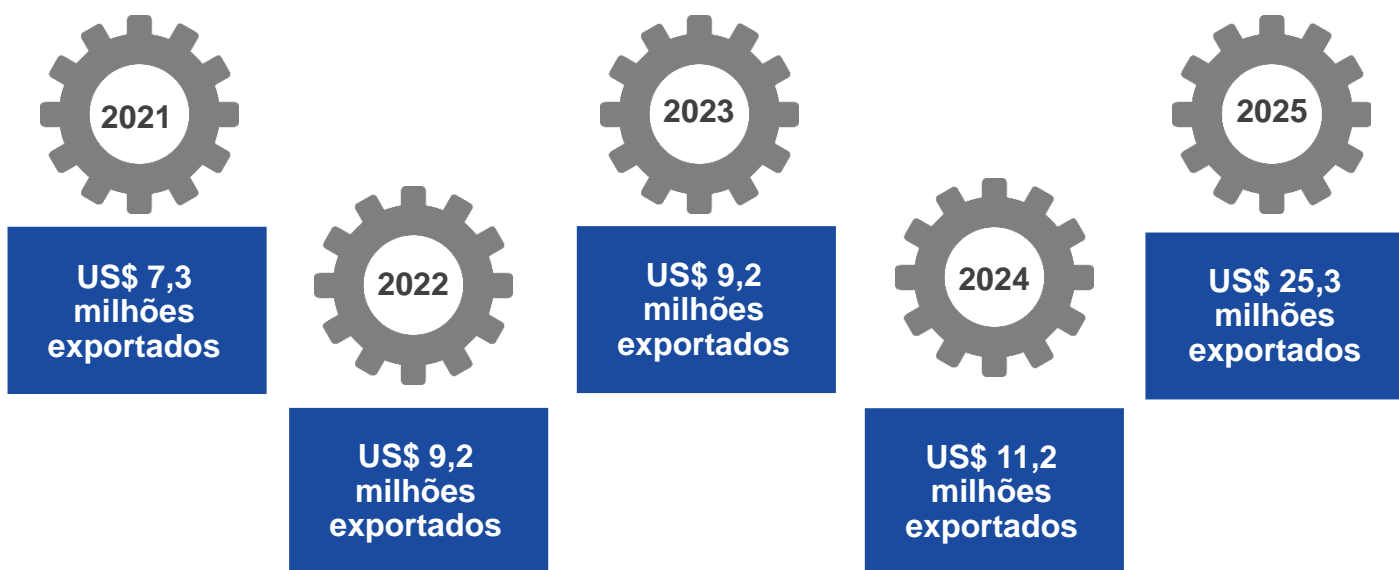 2021
US$ 7,3
milhões
exportados
2022
US$ 9,2
milhões
exportados
2023
US$ 9,2
milhões
exportados
2024
US$ 11,2
milhões
exportados
2025
US$ 25,3
milhões
exportados